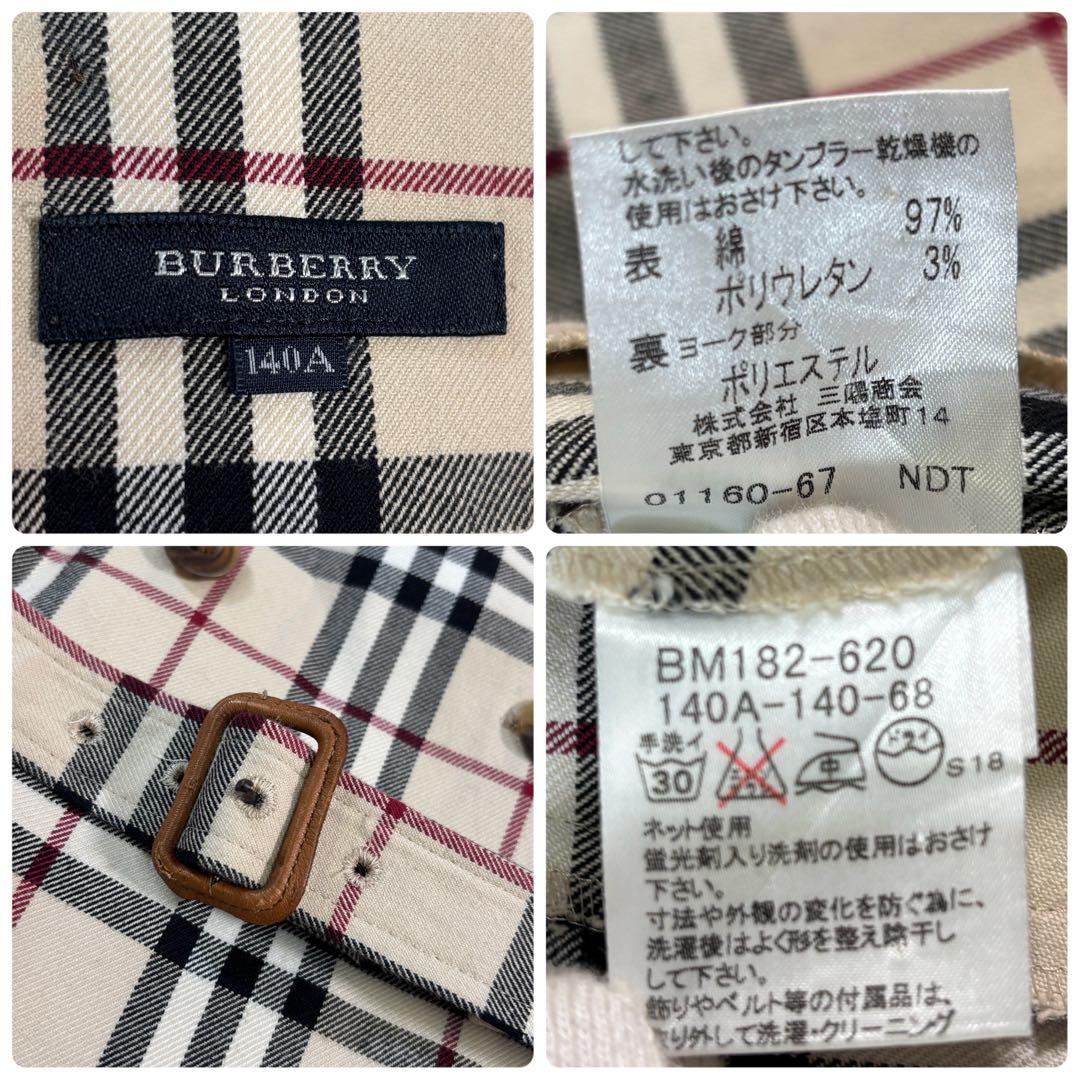 BURBERRY
LONDON
140A
して下さい。
水洗い後のタンブラー乾燥機の
使用はおさけ下さい。
表 綿 97%
ポリウレタン 3%
裏 ヨーク部分
ポリエステル
株式会社 三陽商会
東京都新宿区本塩町14
01160-67 NDT
BM182-620
140A-140-68
手洗イ
30
エンソサラシ
中
ドライ
S18
ネット使用
蛍光剤入り洗剤の使用はおさけ
下さい。
寸法や外観の変化を防ぐ為に、
洗濯後はよく形を整え陰干し
して下さい。
飾りやベルト等の付属品は、
取り外して洗濯・クリーニング